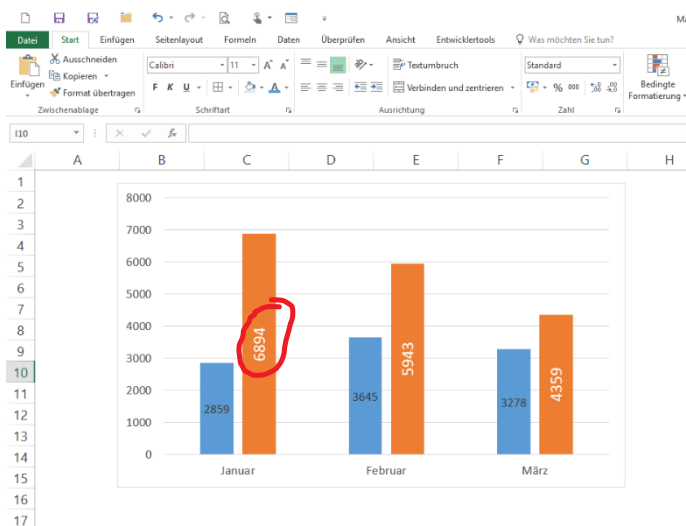 Ma
Datei Start Einfügen Seitenlayout Formeln Daten Überprüfen Ansicht Entwicklertools Was möchten Sie tun?
Einfügen
Ausschneiden
Kopieren
Format übertragen
Zwischenablage
Calibri 11 A A
F K U A
Schriftart
Textumbruch
Verbinden und zentrieren
Ausrichtung
Standard
% 000
Zahl
Bedingte
Formatierung
I10 fx
A B C D E F G H
1
2
3
4
5
6
7
8
9
10
11
12
13
14
15
16
17
8000
7000
6000
5000
4000
3000
2000
1000
0
2859 6894 3645 5943 3278 4359
Januar Februar März